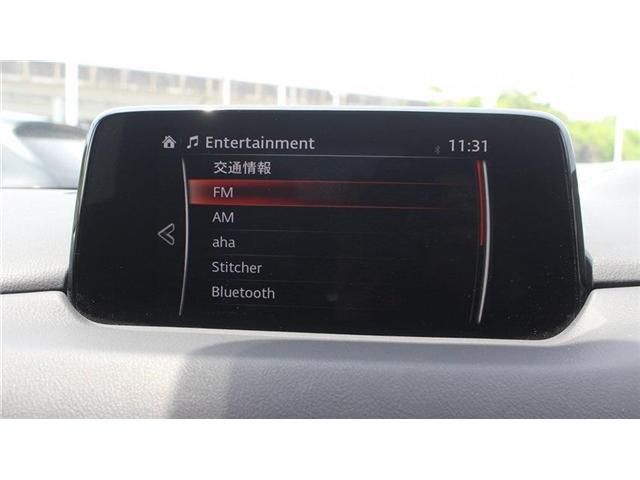 Entertainment 11:31
交通情報
FM
AM
aha
Stitcher
Bluetooth